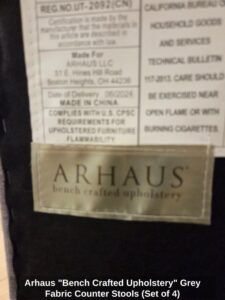 REG.NO.UT-2092(CN)
Certification is made by
the manufacturer that the
materials in this article
are described in
accordance with law.
Made For
ARHAUS LLC
51 E. Hines Hill Road
Boston Heights, OH 44236
Date of Delivery 06/2024
MADE IN CHINA
COMPLIES WITH U.S. CPSC
REQUIREMENTS FOR
UPHOLSTERED FURNITURE
FLAMMABILITY
CALIFORNIA BUREAU O
HOUSEHOLD GOODS
AND SERVICES
TECHNICAL BULLETIN
117-2013. CARE SHOULD
BE EXERCISED NEAR
OPEN FLAME OR WITH
BURNING CIGARETTES.
ARHAUS®
bench crafted upholstery
Arhaus "Bench Crafted Upholstery" Grey
Fabric Counter Stools (Set of 4)